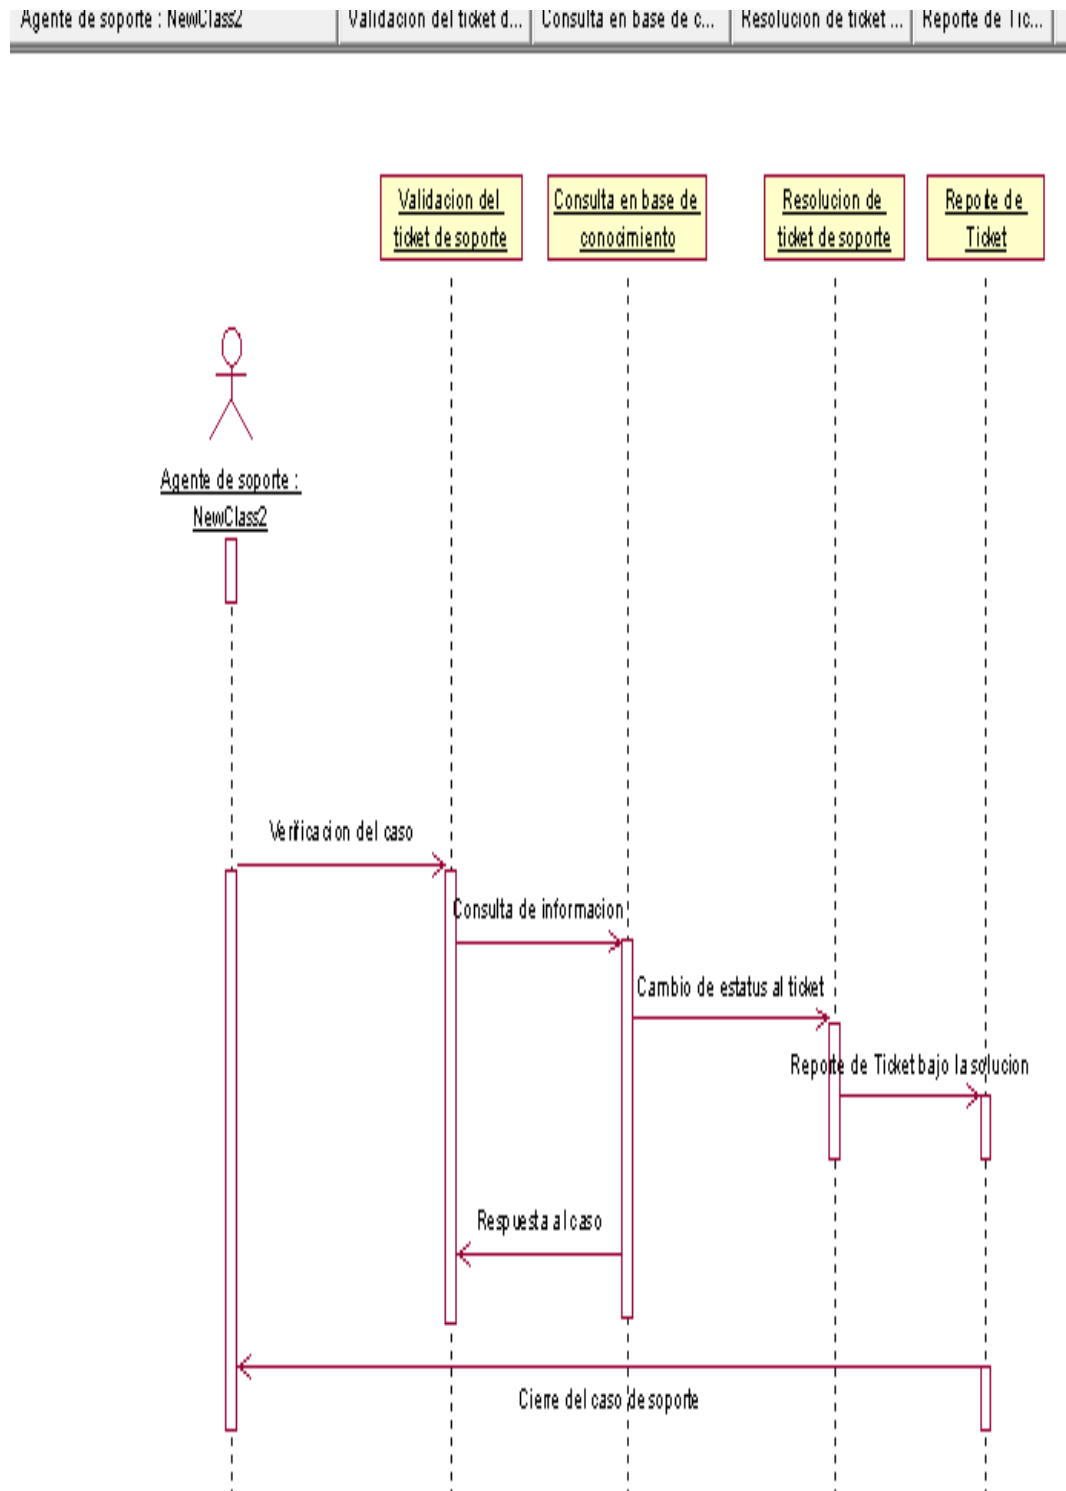 Agente de soporte : NewClass2
Validacion del ticket d...
Consulta en base de c...
Resolucion de ticket ...
Reporte de Tic...
Validacion del
ticket de soporte
Consulta en base de
conocimiento
Resolucion de
ticket de soporte
Repote de
Ticket
Agente de soporte :
NewClass2
Verificacion del caso
Consulta de informacion
Cambio de estatus al ticket
Reporte de Ticket bajo la solucion
Respuesta al caso
Cierre del caso de soporte